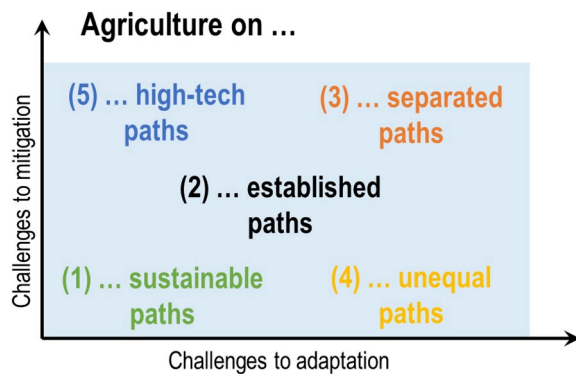 Agriculture on ...
(5) ... high-tech
paths
(3) ... separated
paths
(2) ... established
paths
(1) ... sustainable
paths
(4) ... unequal
paths
Challenges to mitigation
Challenges to adaptation